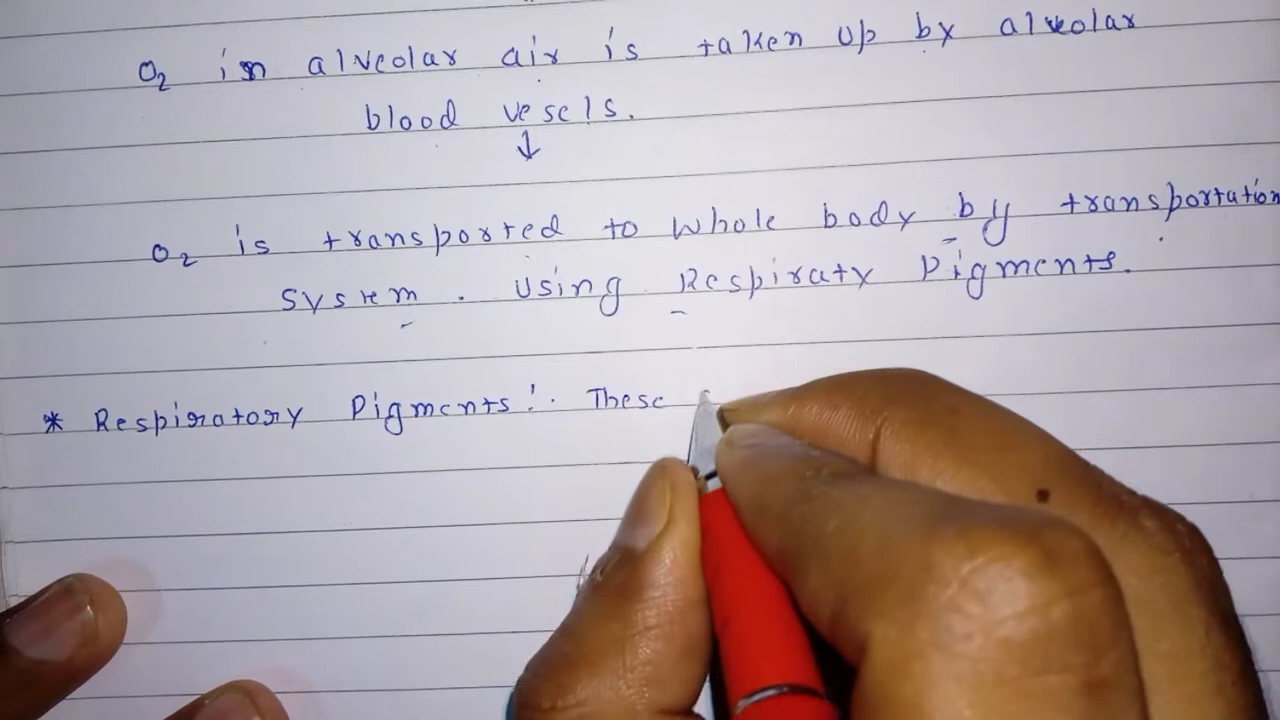 O₂ in alveolar air is taken up by alveolar
blood vesels.
↓
O₂ is transported to whole body by transportation
system. using Respiraty Pigments.
* Respiratory Pigments:. These